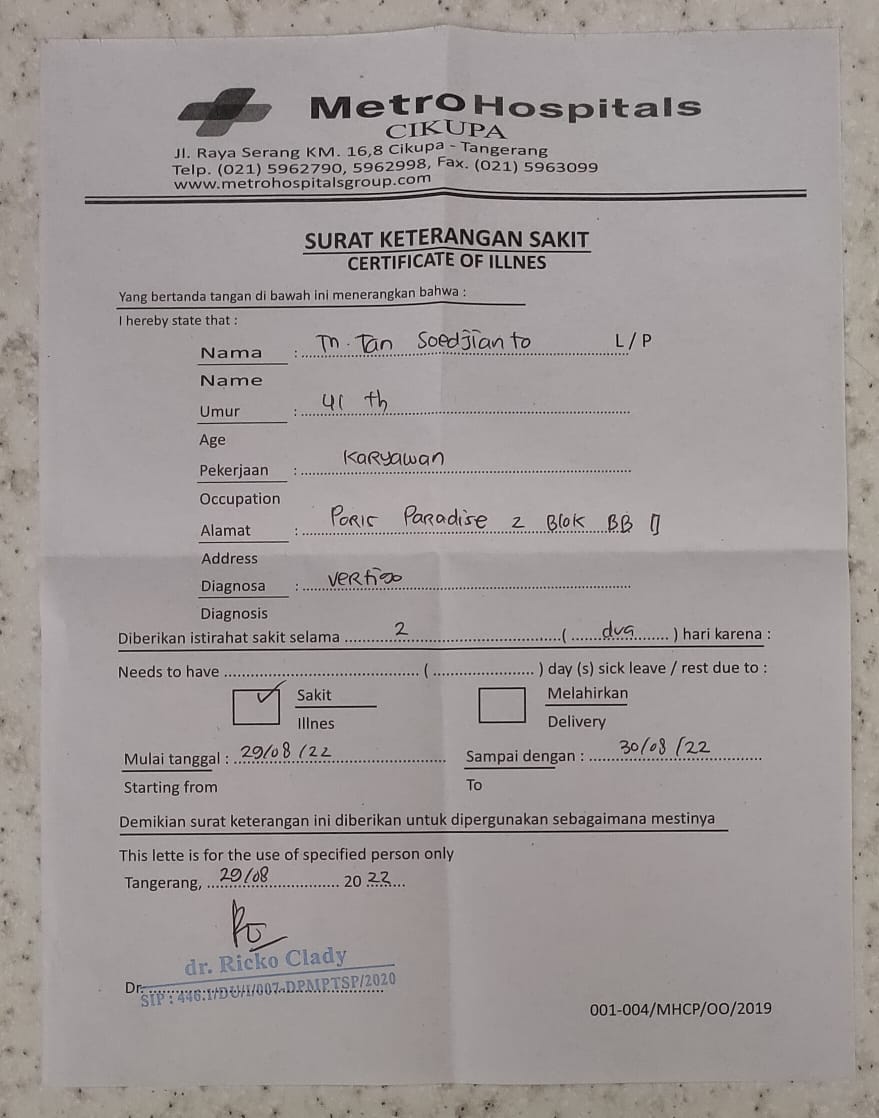 MetroHospitals
CIKUPA
Jl. Raya Serang KM. 16,8 Cikupa - Tangerang
Telp. (021) 5962790, 5962998, Fax. (021) 5963099
www.metrohospitalsgroup.com
SURAT KETERANGAN SAKIT
CERTIFICATE OF ILLNES
Yang bertanda tangan di bawah ini menerangkan bahwa :
I hereby state that :
Nama : Tn. Tan Soedjianto L / P
Name
Umur : 41 th
Age
Pekerjaan : Karyawan
Occupation
Alamat : Poris Paradise 2 Blok BB
Address
Diagnosa : Vertigo
Diagnosis
Diberikan istirahat sakit selama 2 ( dua ) hari karena :
Needs to have ( ) day (s) sick leave / rest due to :
Sakit Melahirkan
Illnes Delivery
Mulai tanggal : 29/08/22 Sampai dengan : 30/08/22
Starting from To
Demikian surat keterangan ini diberikan untuk dipergunakan sebagaimana mestinya
This lette is for the use of specified person only
Tangerang, 29/08 2022
dr. Ricko Clady
Dr.
SIP : 446.1/DU/I/007-DPMPTSP/2020
001-004/MHCP/OO/2019